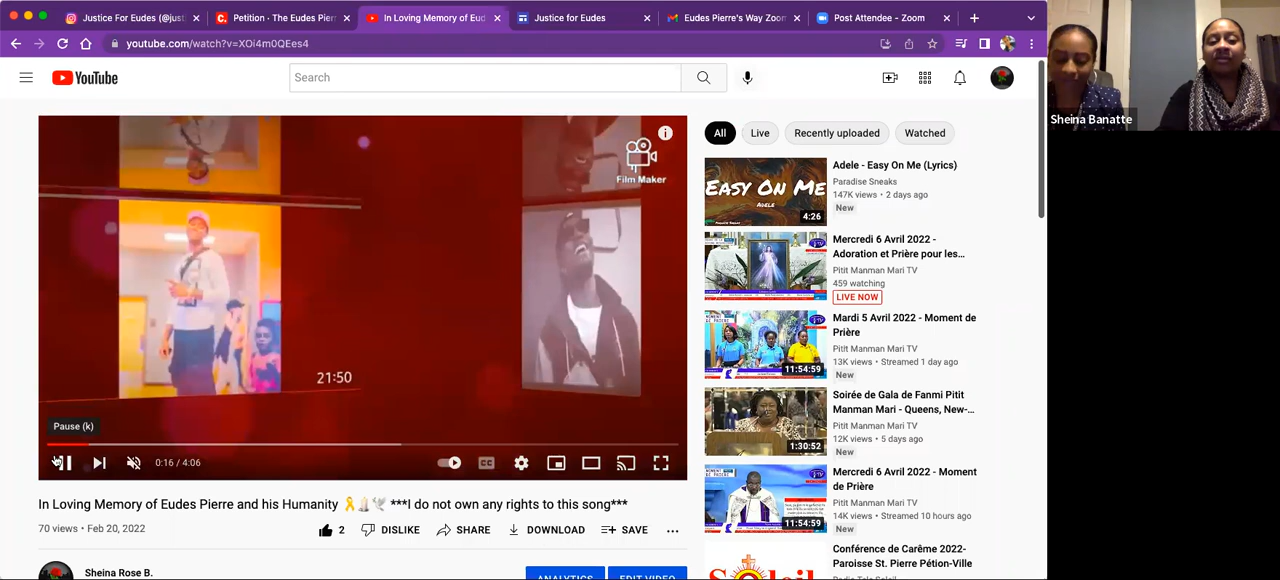 Justice For Eudes (@just
Petition · The Eudes Pierr
In Loving Memory of Eud
Justice for Eudes
Eudes Pierre's Way Zoom
Post Attendee - Zoom
youtube.com/watch?v=XOi4m0QEes4
YouTube
Search
Film Maker
21:50
Pause (k)
0:16 / 4:06
CC
In Loving Memory of Eudes Pierre and his Humanity 🎗️🕯️🕊️ ***I do not own any rights to this song***
70 views • Feb 20, 2022
2
DISLIKE
SHARE
DOWNLOAD
SAVE
Sheina Rose B.
ANALYTICS
EDIT VIDEO
All
Live
Recently uploaded
Watched
EASY ON ME
ADELE
4:26
Adele - Easy On Me (Lyrics)
Paradise Sneaks
147K views • 2 days ago
New
Mercredi 6 Avril 2022 -
Adoration et Prière pour les...
Pitit Manman Mari TV
459 watching
LIVE NOW
11:54:59
Mardi 5 Avril 2022 - Moment de
Prière
Pitit Manman Mari TV
13K views • Streamed 1 day ago
New
1:30:52
Soirée de Gala de Fanmi Pitit
Manman Mari - Queens, New-...
Pitit Manman Mari TV
12K views • 5 days ago
New
11:54:59
Mercredi 6 Avril 2022 - Moment
de Prière
Pitit Manman Mari TV
14K views • Streamed 10 hours ago
New
Conférence de Carême 2022-
Paroisse St. Pierre Pétion-Ville
Sheina Banatte